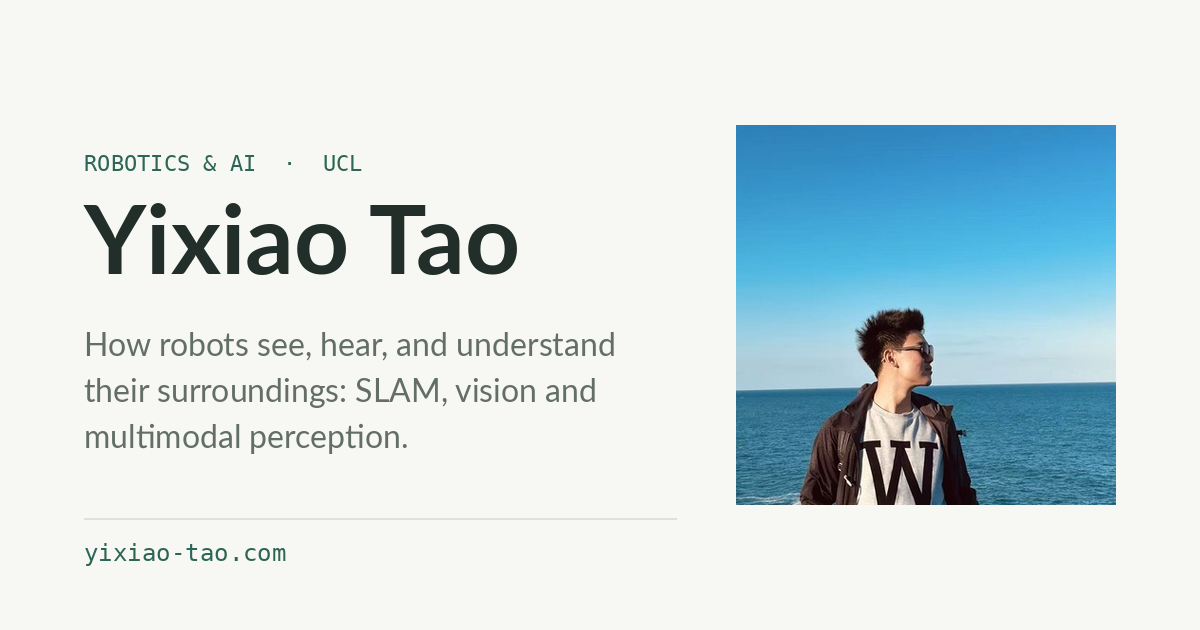 ROBOTICS & AI · UCL
Yixiao Tao
How robots see, hear, and understand
their surroundings: SLAM, vision and
multimodal perception.
W
yixiao-tao.com